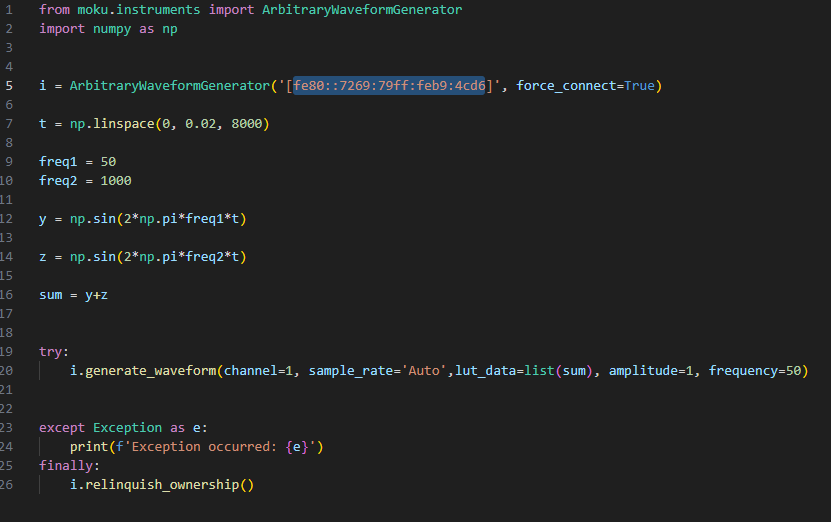 1 from moku.instruments import ArbitraryWaveformGenerator
2 import numpy as np
3
4
5 i = ArbitraryWaveformGenerator('[fe80::7269:79ff:feb9:4cd6]', force_connect=True)
6
7 t = np.linspace(0, 0.02, 8000)
8
9 freq1 = 50
10 freq2 = 1000
11
12 y = np.sin(2*np.pi*freq1*t)
13
14 z = np.sin(2*np.pi*freq2*t)
15
16 sum = y+z
17
18
19 try:
20     i.generate_waveform(channel=1, sample_rate='Auto',lut_data=list(sum), amplitude=1, frequency=50)
21
22
23 except Exception as e:
24     print(f'Exception occurred: {e}')
25 finally:
26     i.relinquish_ownership()